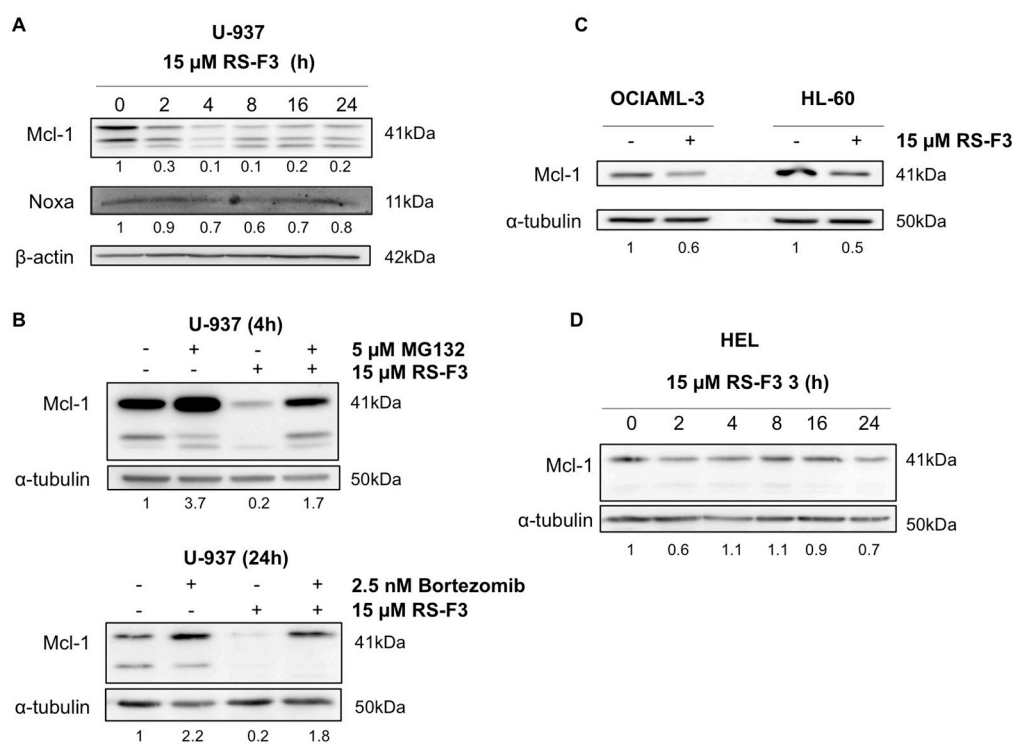 A
U-937
15 µM RS-F3 (h)
0 2 4 8 16 24
Mcl-1 41kDa
1 0.3 0.1 0.1 0.2 0.2
Noxa 11kDa
1 0.9 0.7 0.6 0.7 0.8
β-actin 42kDa
B
U-937 (4h)
- + - + 5 µM MG132
- - + + 15 µM RS-F3
Mcl-1 41kDa
α-tubulin 50kDa
1 3.7 0.2 1.7
U-937 (24h)
- + - + 2.5 nM Bortezomib
- - + + 15 µM RS-F3
Mcl-1 41kDa
α-tubulin 50kDa
1 2.2 0.2 1.8
C
OCIAML-3 HL-60
- + - + 15 µM RS-F3
Mcl-1 41kDa
α-tubulin 50kDa
1 0.6 1 0.5
D
HEL
15 µM RS-F3 3 (h)
0 2 4 8 16 24
Mcl-1 41kDa
α-tubulin 50kDa
1 0.6 1.1 1.1 0.9 0.7